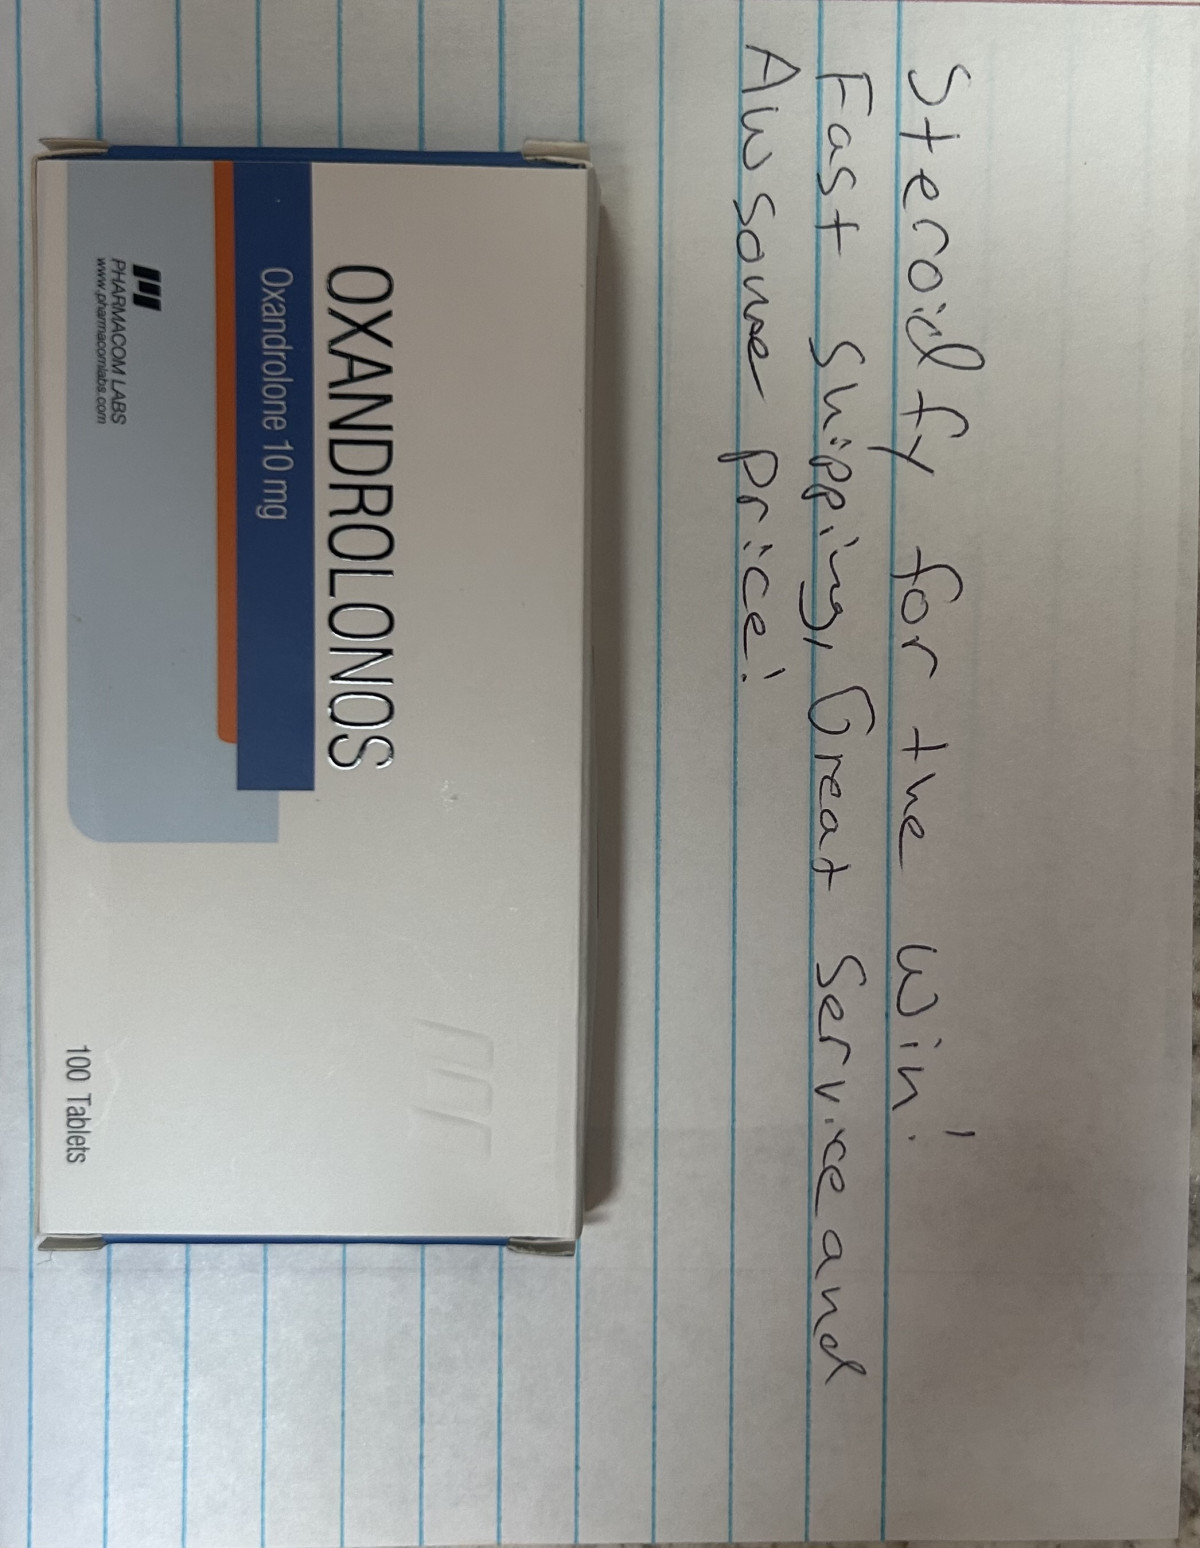 Steroidfy for the win!
Fast Shipping, Great Service and
Awsome price!
OXANDROLONOS
Oxandrolone 10 mg
PHARMACOM LABS
www.pharmacomlabs.com
100 Tablets